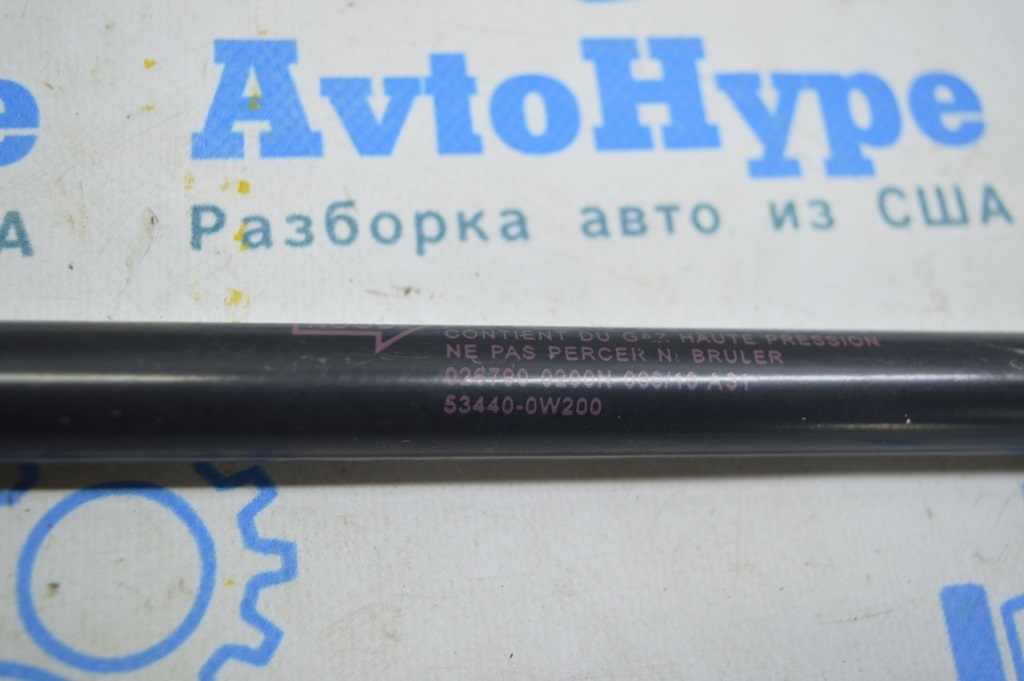 e AvtoHype
А Разборка авто из США
CONTIENT DU GAZ HAUTE PRESSION
NE PAS PERCER NI BRULER
53440-0W200